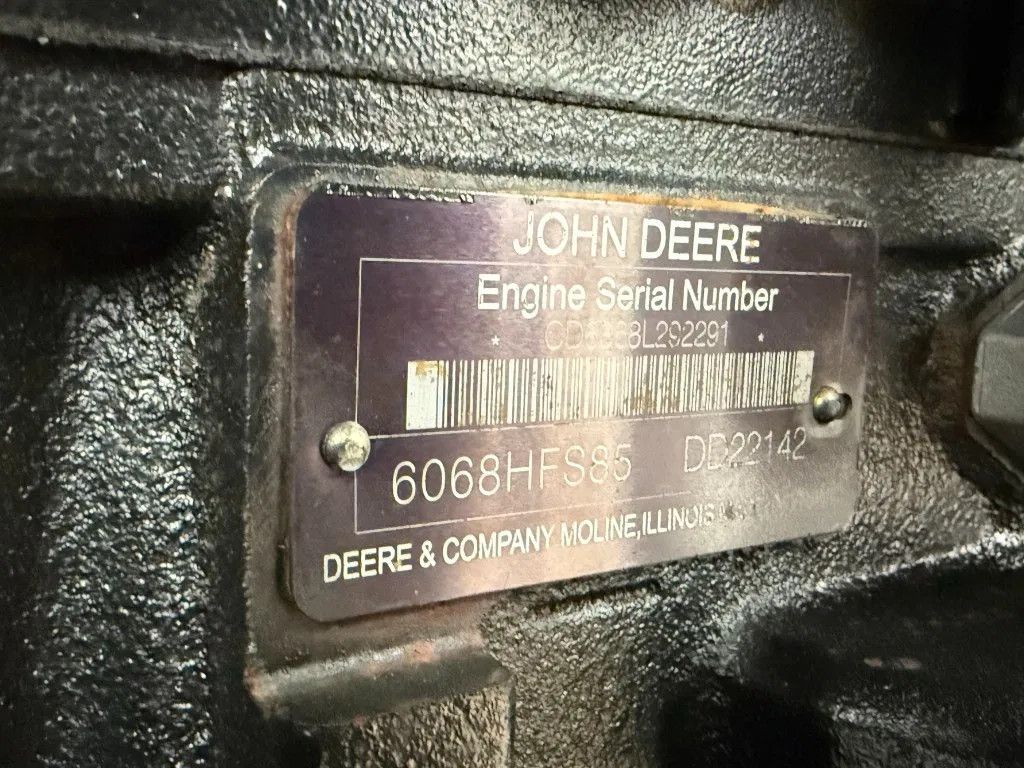 JOHN DEERE
Engine Serial Number
6068HFS85 DD22142
DEERE & COMPANY MOLINE, ILLINOIS